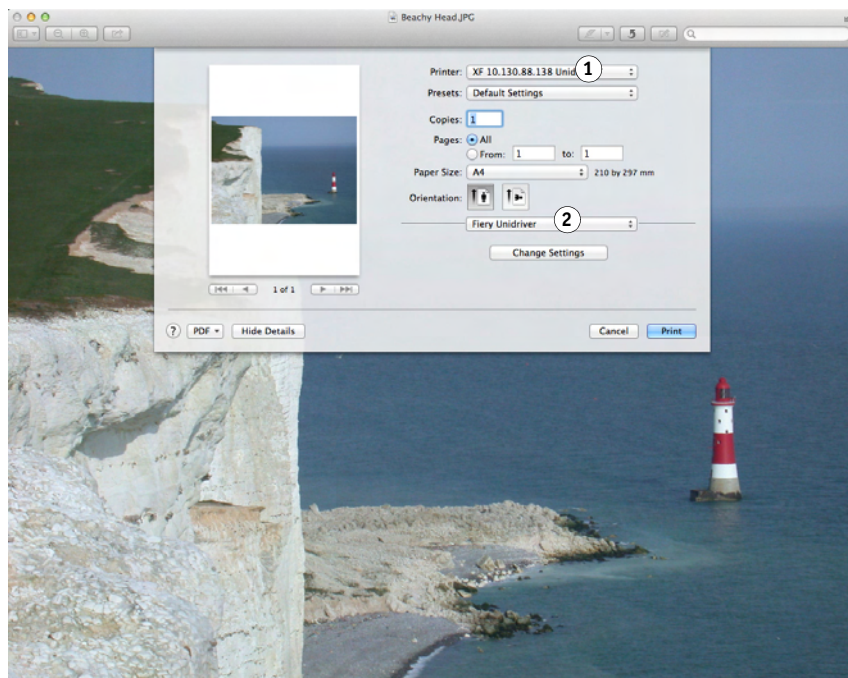 Beachy Head.JPG
Printer: XF 10.130.88.138 Unid 1
Presets: Default Settings
Copies: 1
Pages: All
From: 1 to: 1
Paper Size: A4 210 by 297 mm
Orientation:
Fiery Unidriver 2
Change Settings
1 of 1
? PDF Hide Details Cancel Print